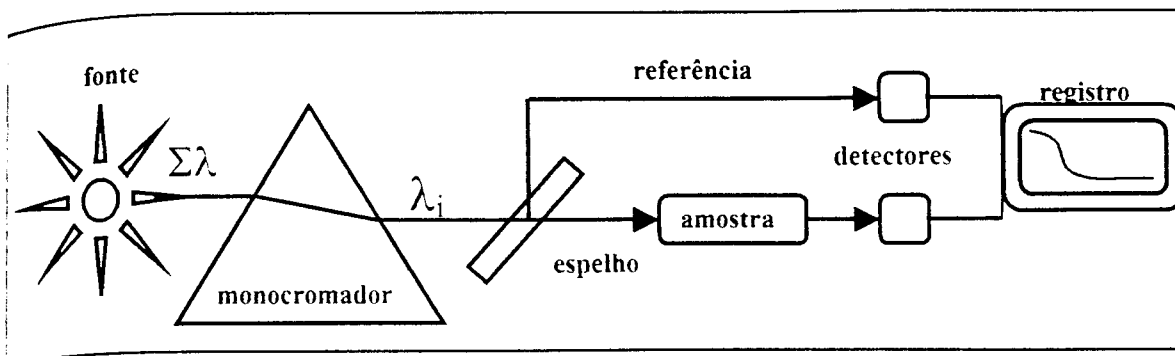 fonte
referência
registro
Σλ
detectores
λi
amostra
espelho
monocromador